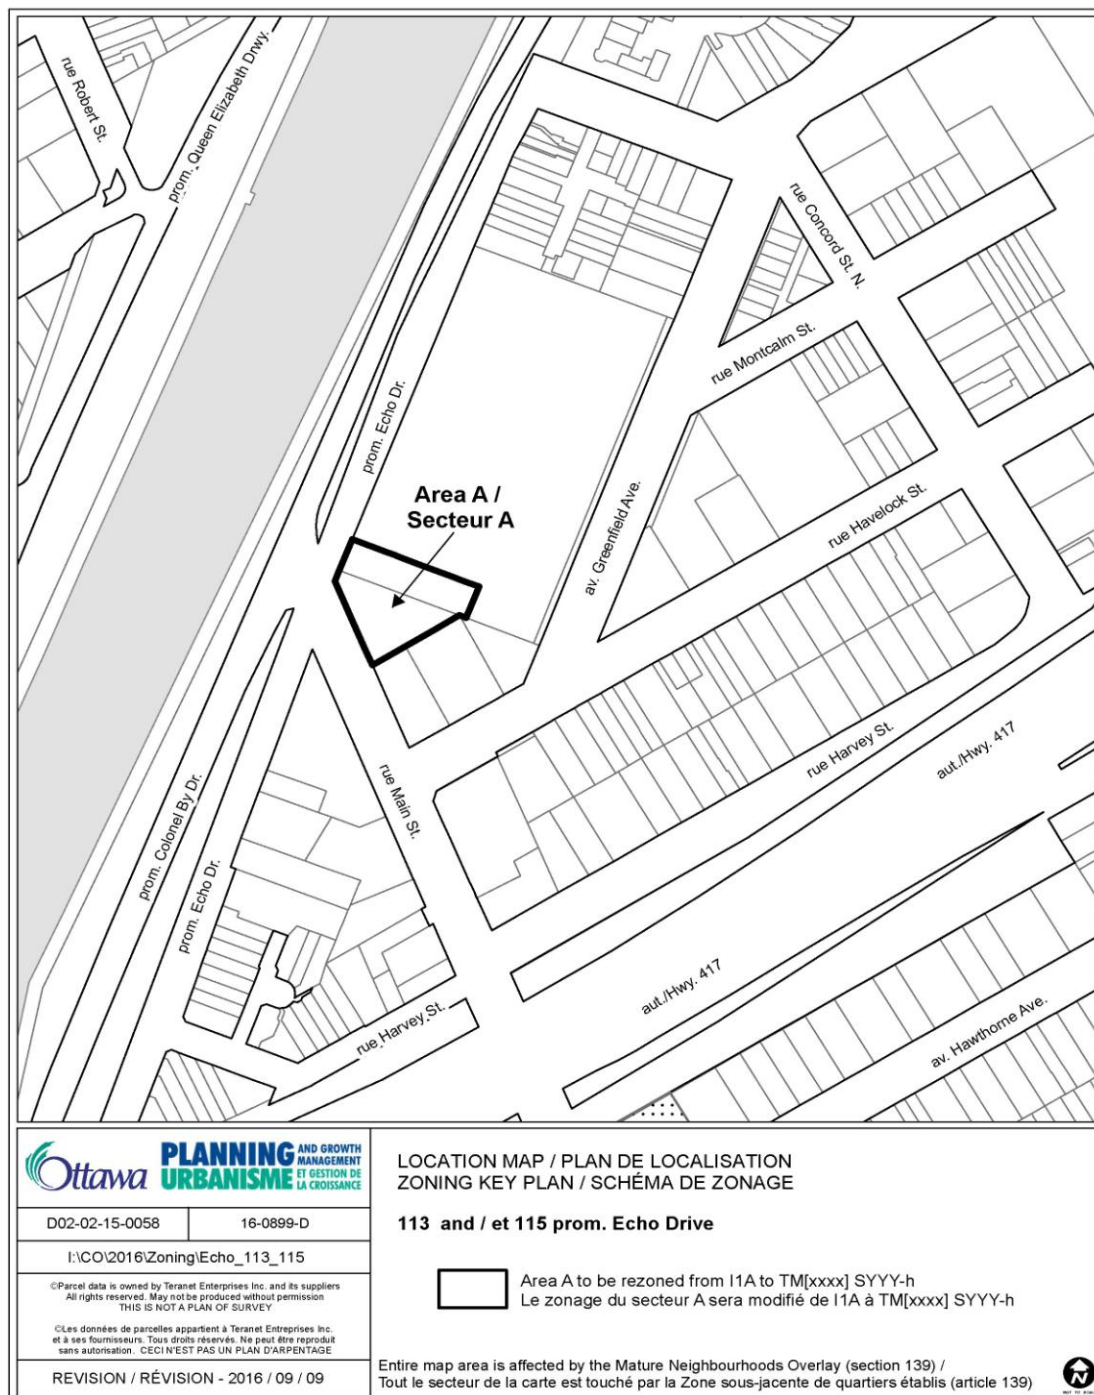 rue Robert St.
prom. Queen Elizabeth Drwy.
rue Concord St. N.
rue Montcalm St.
prom. Echo Dr.
Area A /
Secteur A
av. Greenfield Ave.
rue Havelock St.
rue Harvey St.
aut./Hwy. 417
rue Main St.
prom. Colonel By Dr.
prom. Echo Dr.
aut./Hwy. 417
rue Harvey St.
av. Hawthorne Ave.
Ottawa
PLANNING AND GROWTH MANAGEMENT
URBANISME ET GESTION DE LA CROISSANCE
D02-02-15-0058
16-0899-D
I:\CO\2016\Zoning\Echo_113_115
©Parcel data is owned by Teranet Enterprises Inc. and its suppliers
All rights reserved. May not be produced without permission
THIS IS NOT A PLAN OF SURVEY
©Les données de parcelles appartient à Teranet Entreprises Inc.
et à ses fournisseurs. Tous droits réservés. Ne peut être reproduit
sans autorisation. CECI N'EST PAS UN PLAN D'ARPENTAGE
REVISION / RÉVISION - 2016 / 09 / 09
LOCATION MAP / PLAN DE LOCALISATION
ZONING KEY PLAN / SCHÉMA DE ZONAGE
113 and / et 115 prom. Echo Drive
Area A to be rezoned from I1A to TM[xxxx] SYYY-h
Le zonage du secteur A sera modifié de I1A à TM[xxxx] SYYY-h
Entire map area is affected by the Mature Neighbourhoods Overlay (section 139) /
Tout le secteur de la carte est touché par la Zone sous-jacente de quartiers établis (article 139)
N
NOT TO SCALE